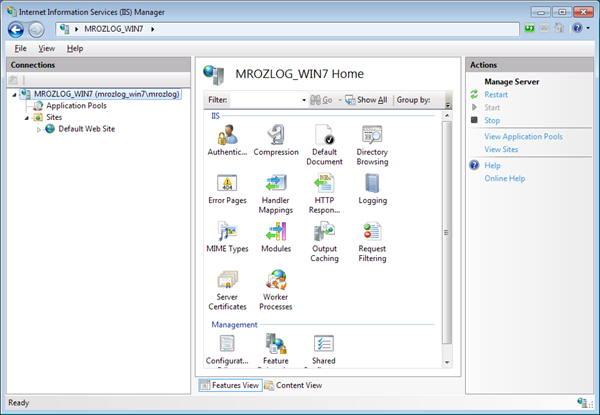 Internet Information Services (IIS) Manager
MROZLOG_WIN7
File View Help
Connections
MROZLOG_WIN7 (mrozlog_win7\mrozlog)
Application Pools
Sites
Default Web Site
MROZLOG_WIN7 Home
Filter: Go Show All Group by:
IIS
Authentic... Compression Default Document Directory Browsing
404
Error Pages Handler Mappings HTTP Respon... Logging
MIME Types Modules Output Caching Request Filtering
Server Certificates Worker Processes
Management
Configurat... Feature Shared
Features View Content View
Actions
Manage Server
Restart
Start
Stop
View Application Pools
View Sites
Help
Online Help
Ready